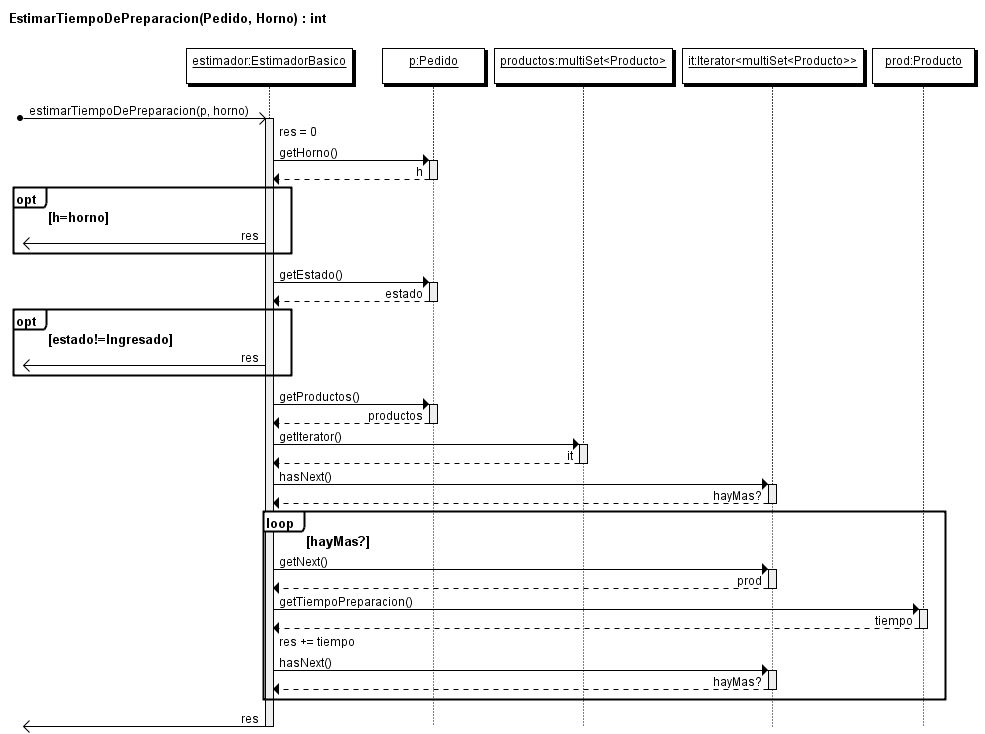 EstimarTiempoDePreparacion(Pedido, Horno) : int
estimador:EstimadorBasico
p:Pedido
productos:multiSet<Producto>
it:Iterator<multiSet<Producto>>
prod:Producto
estimarTiempoDePreparacion(p, horno)
res = 0
getHorno()
h
opt
[h=horno]
res
getEstado()
estado
opt
[estado!=Ingresado]
res
getProductos()
productos
getIterator()
it
hasNext()
hayMas?
loop
[hayMas?]
getNext()
prod
getTiempoPreparacion()
tiempo
res += tiempo
hasNext()
hayMas?
res